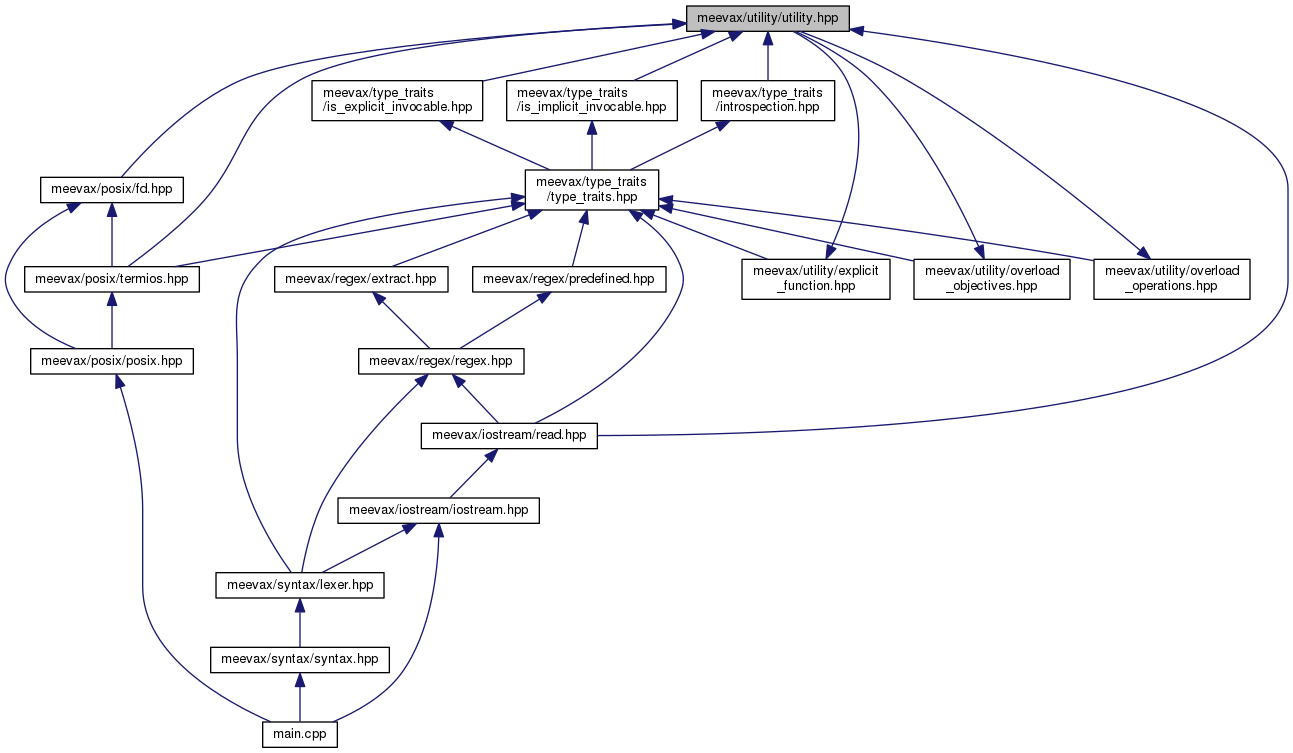 meevax/utility/utility.hpp
meevax/type_traits
/is_explicit_invocable.hpp
meevax/type_traits
/is_implicit_invocable.hpp
meevax/type_traits
/introspection.hpp
meevax/posix/fd.hpp
meevax/type_traits
/type_traits.hpp
meevax/posix/termios.hpp
meevax/regex/extract.hpp
meevax/regex/predefined.hpp
meevax/utility/explicit
_function.hpp
meevax/utility/overload
_objectives.hpp
meevax/utility/overload
_operations.hpp
meevax/posix/posix.hpp
meevax/regex/regex.hpp
meevax/iostream/read.hpp
meevax/iostream/iostream.hpp
meevax/syntax/lexer.hpp
meevax/syntax/syntax.hpp
main.cpp